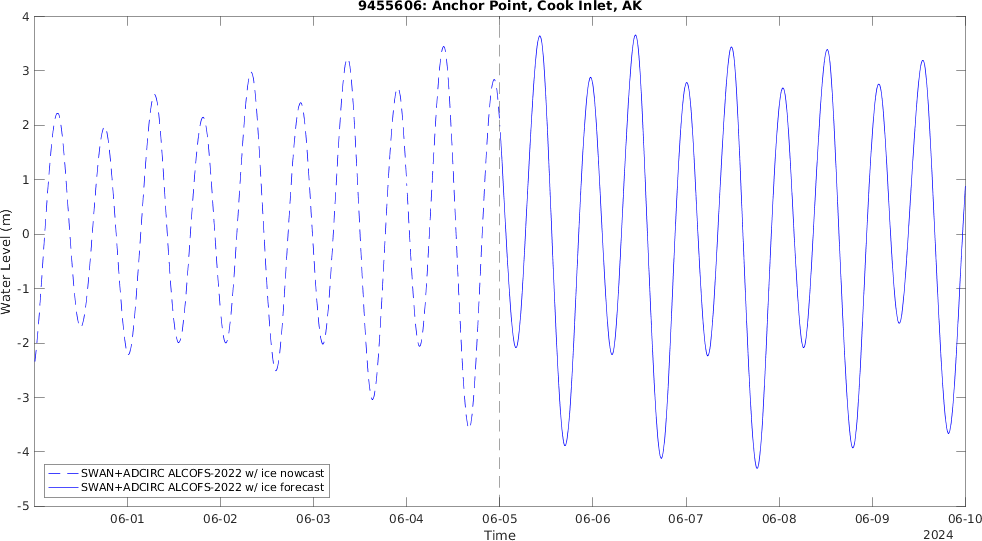 9455606: Anchor Point, Cook Inlet, AK
4
3
2
1
0
-1
-2
-3
-4
-5
Water Level (m)
SWAN+ADCIRC ALCOFS-2022 w/ ice nowcast
SWAN+ADCIRC ALCOFS-2022 w/ ice forecast
06-01 06-02 06-03 06-04 06-05 06-06 06-07 06-08 06-09 06-10
Time
2024